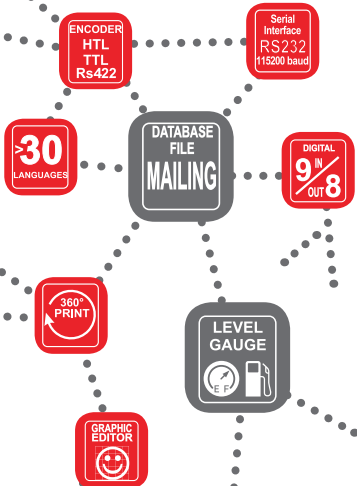 ENCODER
HTL
TTL
Rs422
Serial
Interface
RS232
115200 baud
>30
LANGUAGES
DATABASE
FILE
MAILING
DIGITAL
9 IN
OUT 8
360°
PRINT
LEVEL
GAUGE
E F
GRAPHIC
EDITOR